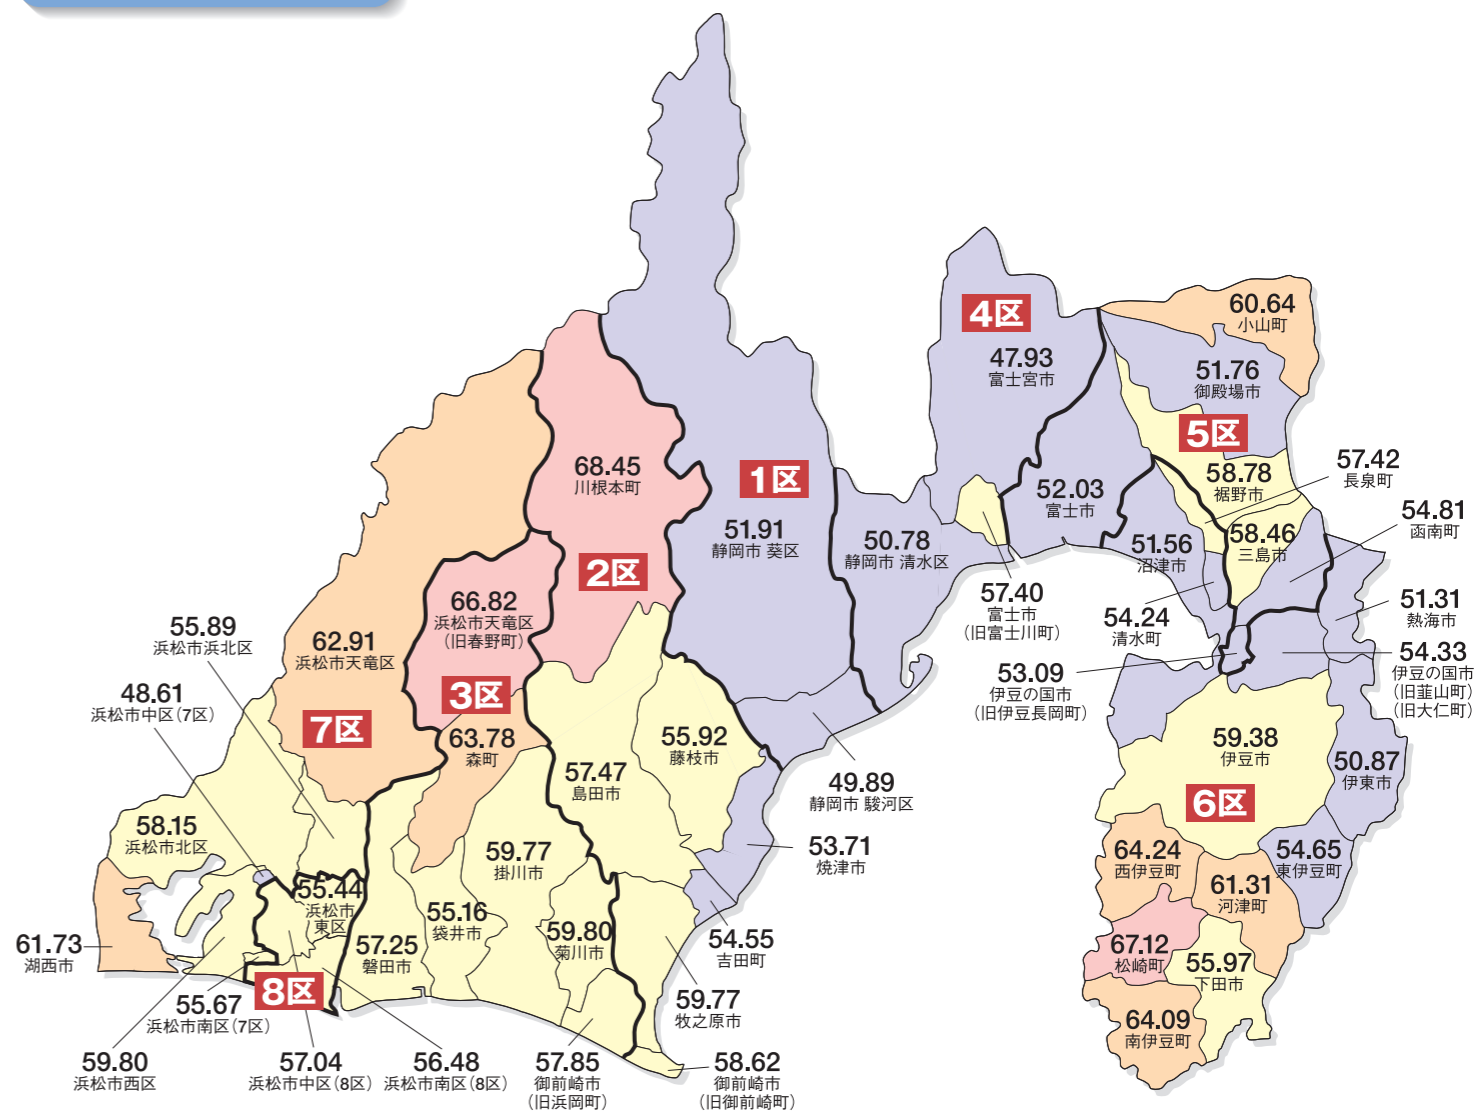 4区
47.93
富士宮市
60.64
小山町
51.76
御殿場市
5区
58.78
裾野市
57.42
長泉町
68.45
川根本町
1区
51.91
静岡市 葵区
50.78
静岡市 清水区
52.03
富士市
51.56
沼津市
58.46
三島市
54.81
函南町
2区
57.40
富士市
(旧富士川町)
54.24
清水町
51.31
熱海市
66.82
浜松市天竜区
(旧春野町)
53.09
伊豆の国市
(旧伊豆長岡町)
54.33
伊豆の国市
(旧韮山町)
(旧大仁町)
55.89
浜松市浜北区
62.91
浜松市天竜区
48.61
浜松市中区(7区)
3区
7区
63.78
森町
57.47
島田市
55.92
藤枝市
49.89
静岡市 駿河区
59.38
伊豆市
50.87
伊東市
6区
58.15
浜松市北区
59.77
掛川市
53.71
焼津市
64.24
西伊豆町
54.65
東伊豆町
61.31
河津町
55.44
浜松市
東区
55.16
袋井市
59.80
菊川市
54.55
吉田町
61.73
湖西市
57.25
磐田市
67.12
松崎町
55.97
下田市
8区
55.67
浜松市南区(7区)
59.77
牧之原市
64.09
南伊豆町
59.80
浜松市西区
57.04
浜松市中区(8区)
56.48
浜松市南区(8区)
57.85
御前崎市
(旧浜岡町)
58.62
御前崎市
(旧御前崎町)